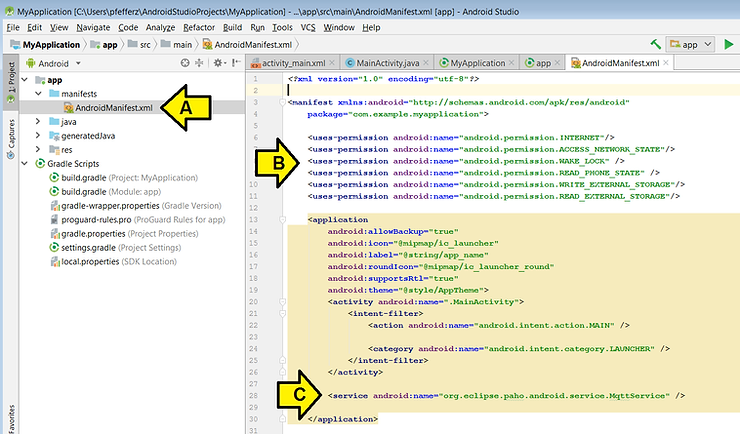 MyApplication [C:\Users\pfefferz\AndroidStudioProjects\MyApplication] - ...\app\src\main\AndroidManifest.xml [app] - Android Studio
File Edit View Navigate Code Analyze Refactor Build Run Tools VCS Window Help
MyApplication app src main AndroidManifest.xml app
1: Project
Captures
Favorites
Android
app
manifests
AndroidManifest.xml
java
generatedJava
res
Gradle Scripts
build.gradle (Project: MyApplication)
build.gradle (Module: app)
gradle-wrapper.properties (Gradle Version)
proguard-rules.pro (ProGuard Rules for app)
gradle.properties (Project Properties)
settings.gradle (Project Settings)
local.properties (SDK Location)
A
activity_main.xml MainActivity.java MyApplication app AndroidManifest.xml
1 <?xml version="1.0" encoding="utf-8"?>
2
3 <manifest xmlns:android="http://schemas.android.com/apk/res/android"
4 package="com.example.myapplication">
6 <uses-permission android:name="android.permission.INTERNET"/>
<uses-permission android:name="android.permission.ACCESS_NETWORK_STATE"/>
B
<uses-permission android:name="android.permission.WAKE_LOCK" />
<uses-permission android:name="android.permission.READ_PHONE_STATE" />
10 <uses-permission android:name="android.permission.WRITE_EXTERNAL_STORAGE"/>
11 <uses-permission android:name="android.permission.READ_EXTERNAL_STORAGE"/>
12
13 <application
14 android:allowBackup="true"
15 android:icon="@mipmap/ic_launcher"
16 android:label="@string/app_name"
17 android:roundIcon="@mipmap/ic_launcher_round"
18 android:supportsRtl="true"
19 android:theme="@style/AppTheme">
20 <activity android:name=".MainActivity">
21 <intent-filter>
22 <action android:name="android.intent.action.MAIN" />
23
24 <category android:name="android.intent.category.LAUNCHER" />
25 </intent-filter>
26 </activity>
C
28 <service android:name="org.eclipse.paho.android.service.MqttService" />
29
30 </application>
31